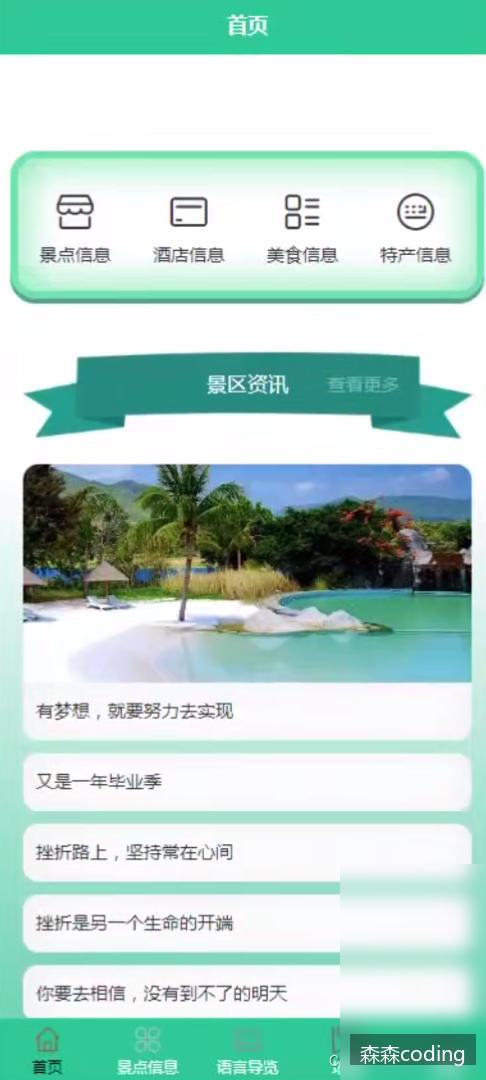 首页
景点信息
酒店信息
美食信息
特产信息
景区资讯
查看更多
有梦想，就要努力去实现
又是一年毕业季
挫折路上，坚持常在心间
挫折是另一个生命的开端
你要去相信，没有到不了的明天
首页
景点信息
语言导览
森森coding